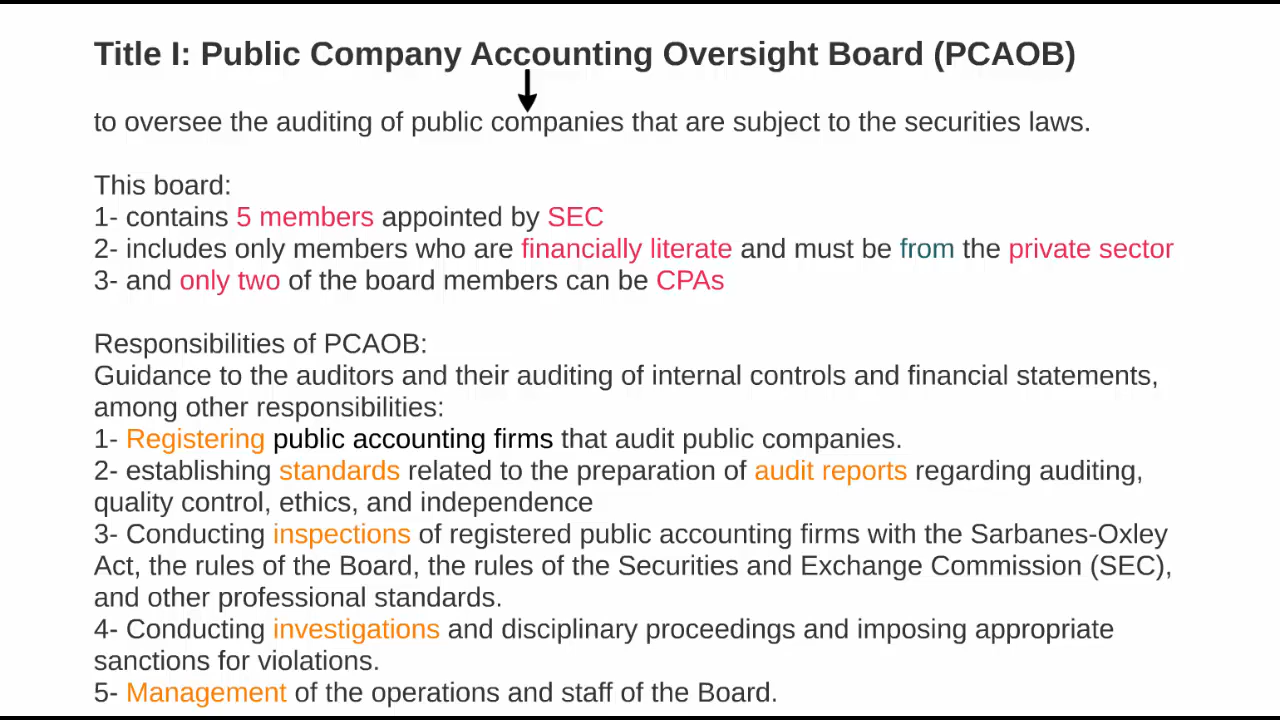 Title I: Public Company Accounting Oversight Board (PCAOB)
to oversee the auditing of public companies that are subject to the securities laws.
This board:
1- contains 5 members appointed by SEC
2- includes only members who are financially literate and must be from the private sector
3- and only two of the board members can be CPAs
Responsibilities of PCAOB:
Guidance to the auditors and their auditing of internal controls and financial statements,
among other responsibilities:
1- Registering public accounting firms that audit public companies.
2- establishing standards related to the preparation of audit reports regarding auditing,
quality control, ethics, and independence
3- Conducting inspections of registered public accounting firms with the Sarbanes-Oxley
Act, the rules of the Board, the rules of the Securities and Exchange Commission (SEC),
and other professional standards.
4- Conducting investigations and disciplinary proceedings and imposing appropriate
sanctions for violations.
5- Management of the operations and staff of the Board.